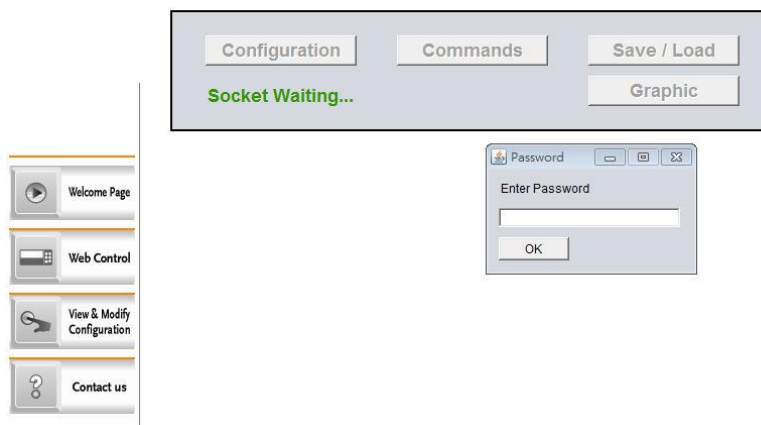 Configuration
Commands
Save / Load
Socket Waiting...
Graphic
Password
Enter Password
OK
Welcome Page
Web Control
View & Modify
Configuration
Contact us